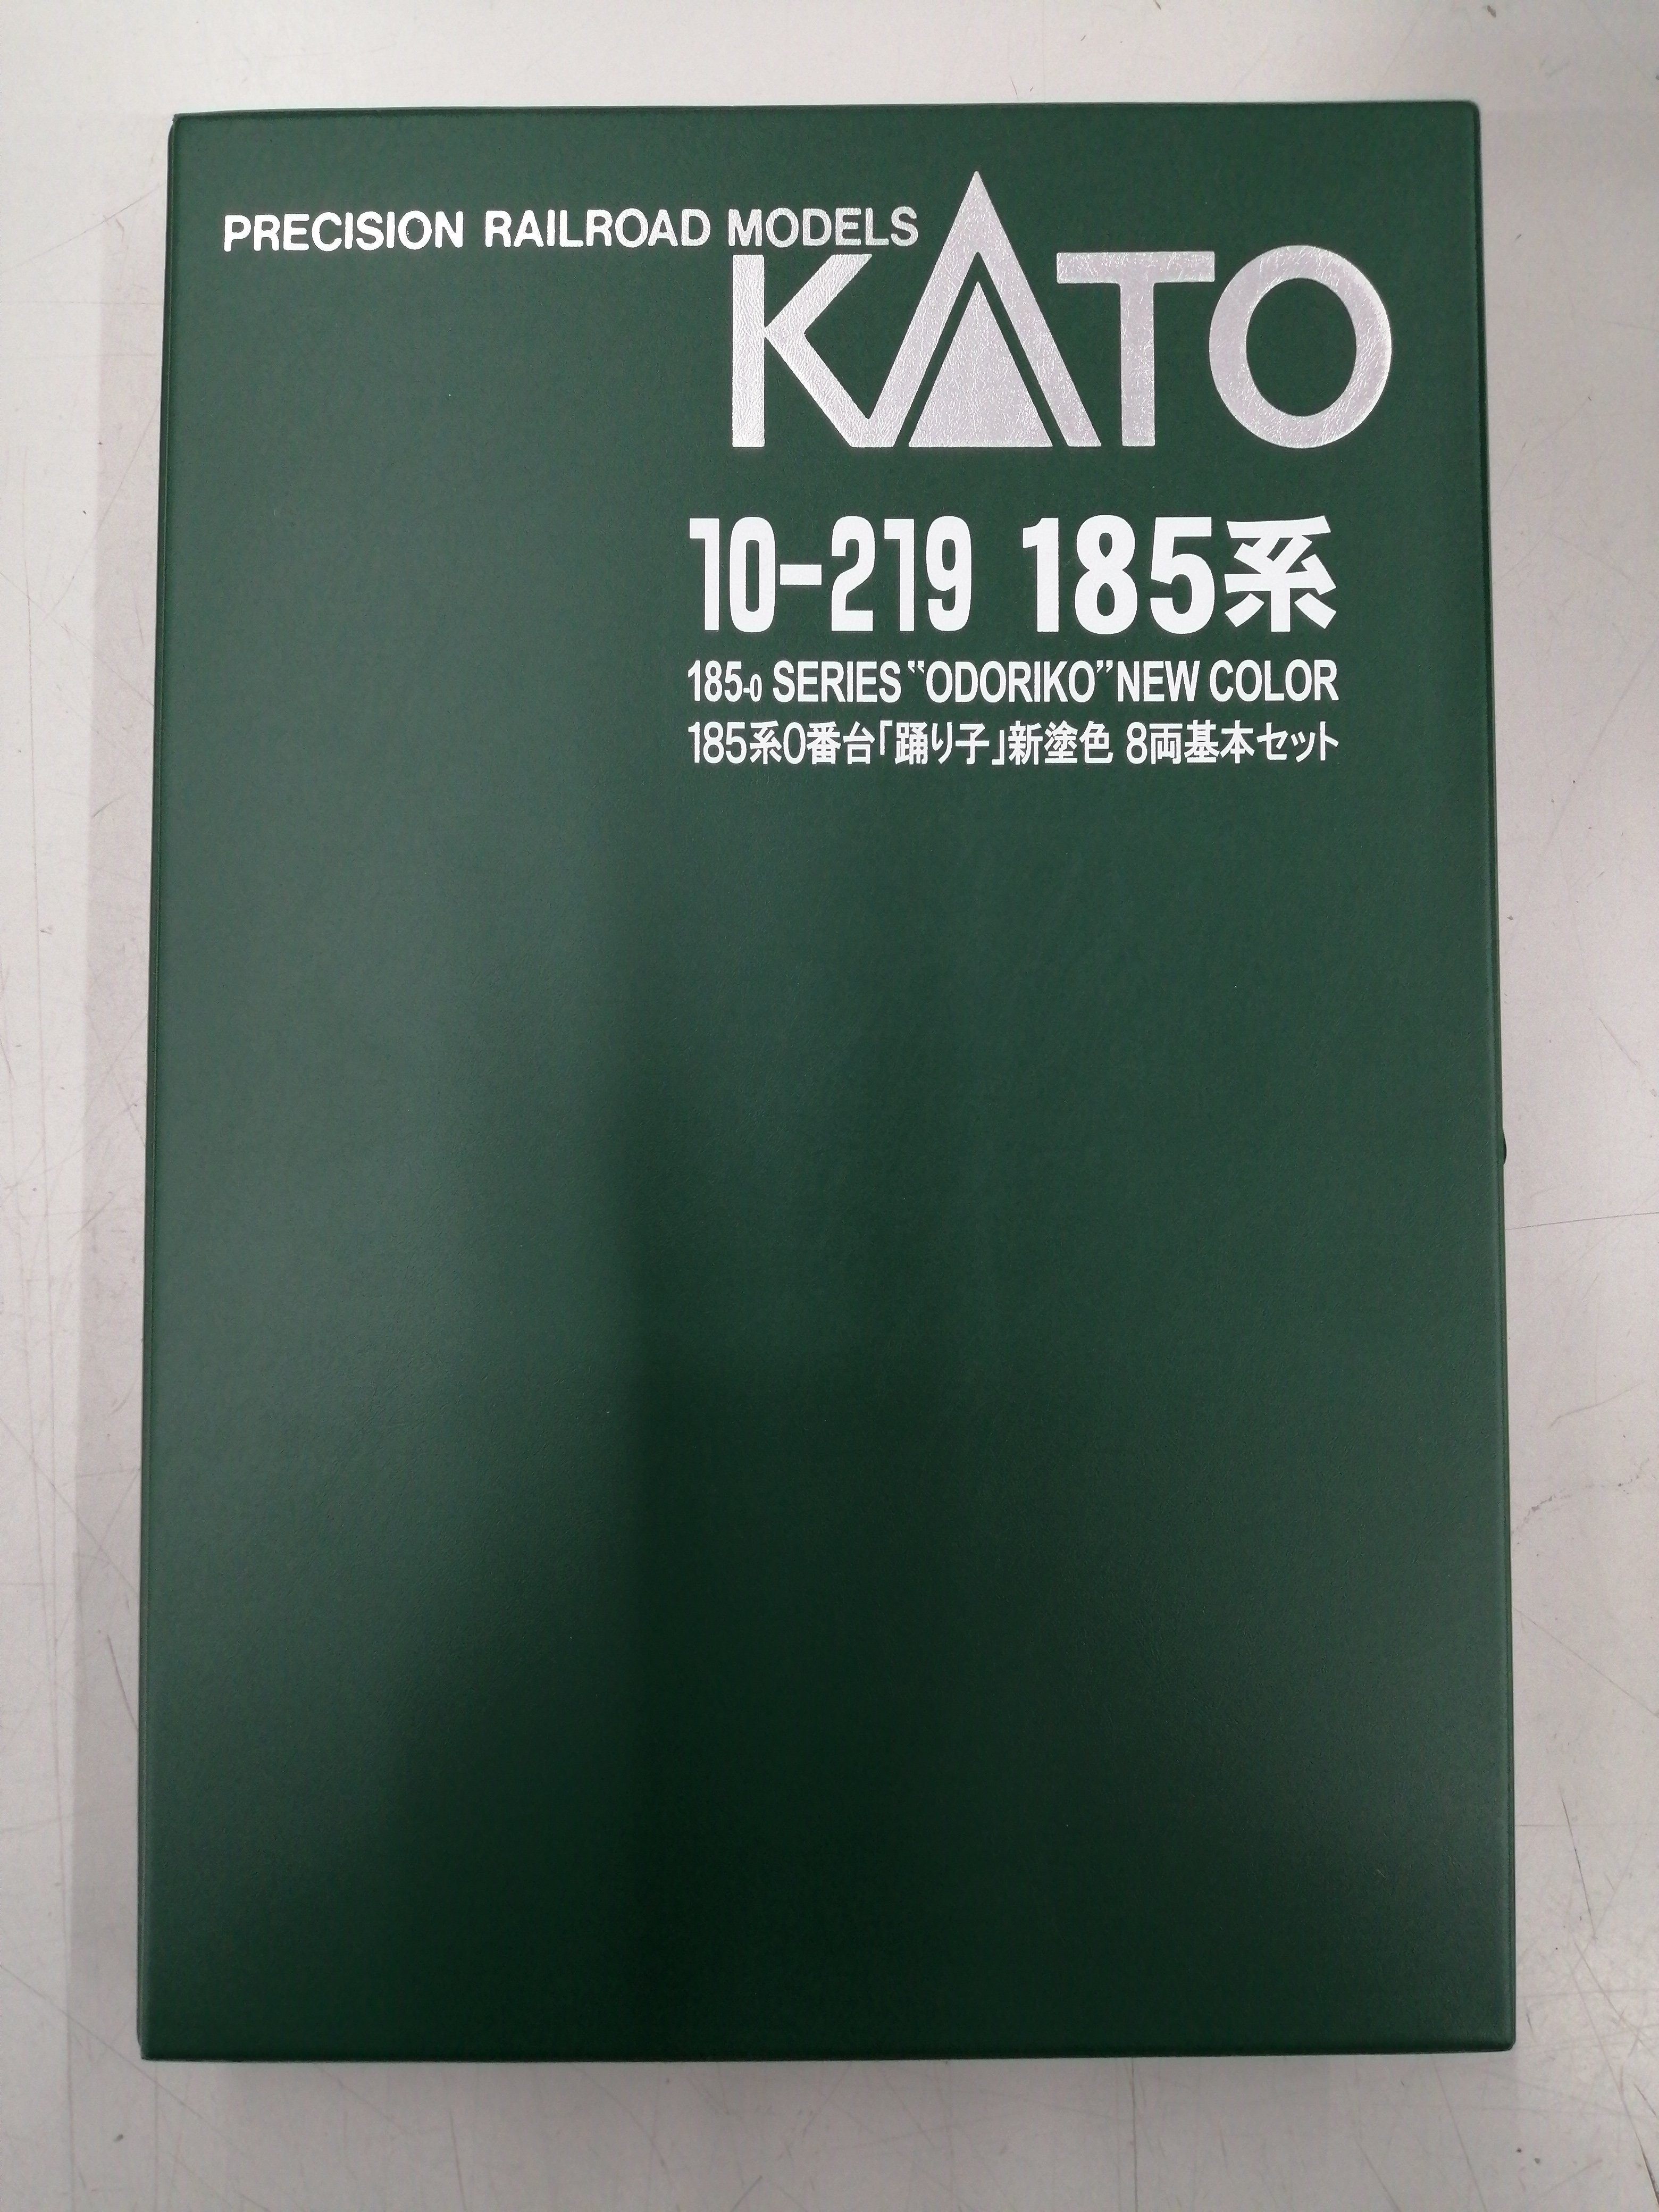 PRECISION RAILROAD MODELS
KATO
10-219 185系
185-0 SERIES “ODORIKO” NEW COLOR
185系0番台「踊り子」新塗色 8両基本セット